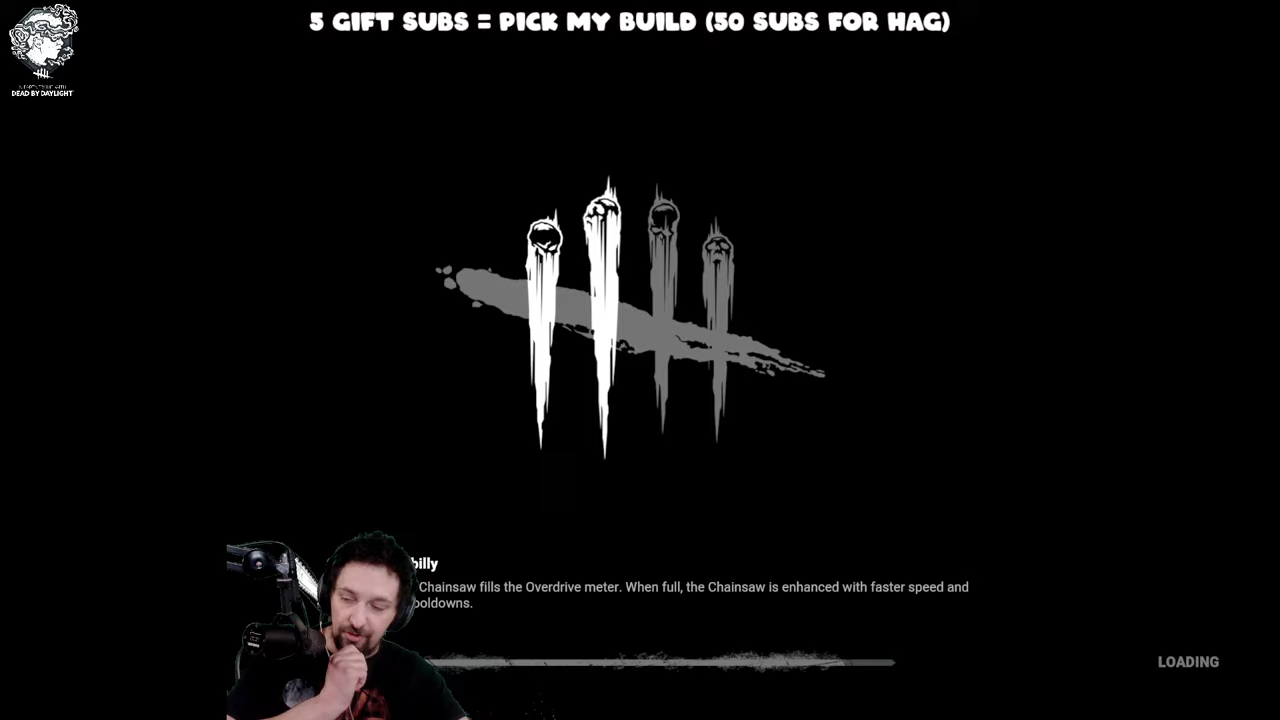 5 GIFT SUBS = PICK MY BUILD (50 SUBS FOR HAG)
DEAD BY DAYLIGHT
billy
Chainsaw fills the Overdrive meter. When full, the Chainsaw is enhanced with faster speed and
ooldowns.
LOADING